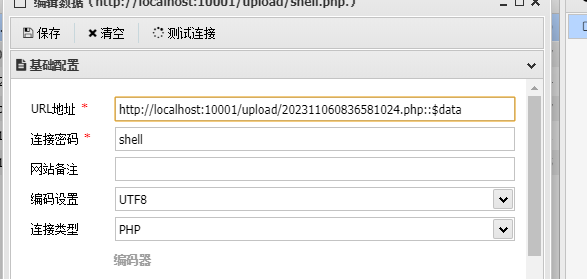 编辑数据 (http://localhost:10001/upload/shell.php.)
保存 清空 测试连接
基础配置
URL地址 * http://localhost:10001/upload/202311060836581024.php::$data
连接密码 * shell
网站备注
编码设置 UTF8
连接类型 PHP
编码器